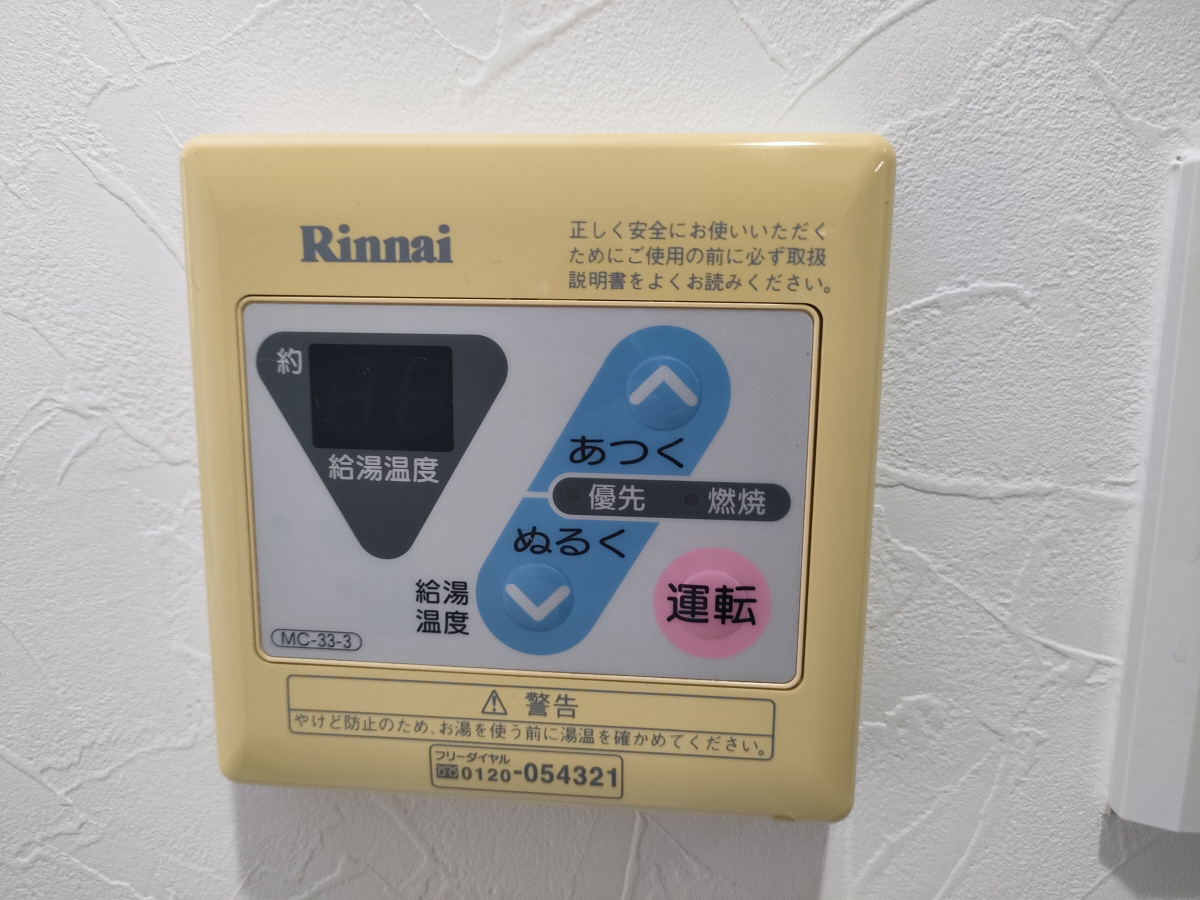 Rinnai
正しく安全にお使いいただく
ためにご使用の前に必ず取扱
説明書をよくお読みください。
約
給湯温度
あつく
優先 燃焼
ぬるく
給湯
温度
運転
MC-33-3
⚠ 警告
やけど防止のため、お湯を使う前に湯温を確かめてください。
フリーダイヤル
0120-054321